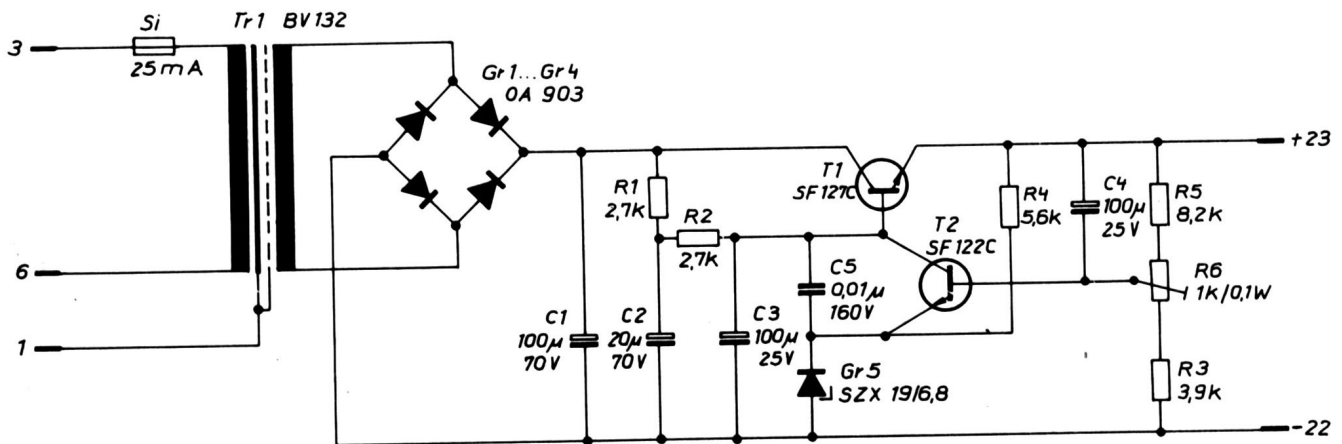 Si
Tr1
BV132
3
25mA
Gr1...Gr4
0A 903
+23
T1
SF127C
R1
2,7k
R4
5,6k
C4
100µ
25V
R5
8,2k
R2
2,7k
T2
SF122C
6
C5
0,01µ
160V
R6
1k/0,1W
C1
100µ
70V
C2
20µ
70V
C3
100µ
25V
1
Gr5
SZX 19/6,8
R3
3,9k
-22